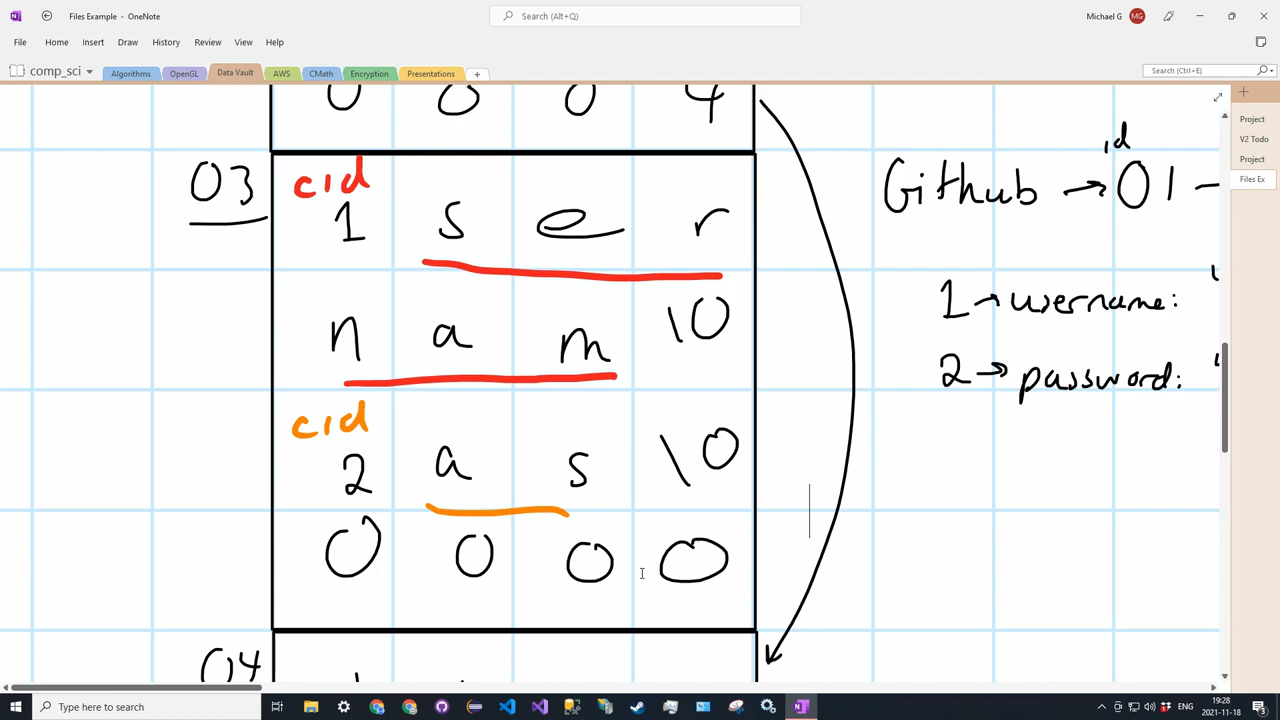 Files Example - OneNote
Search (Alt+Q)
Michael G
MG
File Home Insert Draw History Review View Help
comp_sci
Algorithms OpenGL Data Vault AWS CMath Encryption Presentations +
Search (Ctrl+E)
Project
V2 Todo
Project
Files Ex
0 0 0 4
03
cid
1 s e r
n a m \0
cid
2 a s \0
0 0 0 0
04
id
Github → 01 -
1 → username:
2 → password:
Type here to search
ENG
19:28
2021-11-18